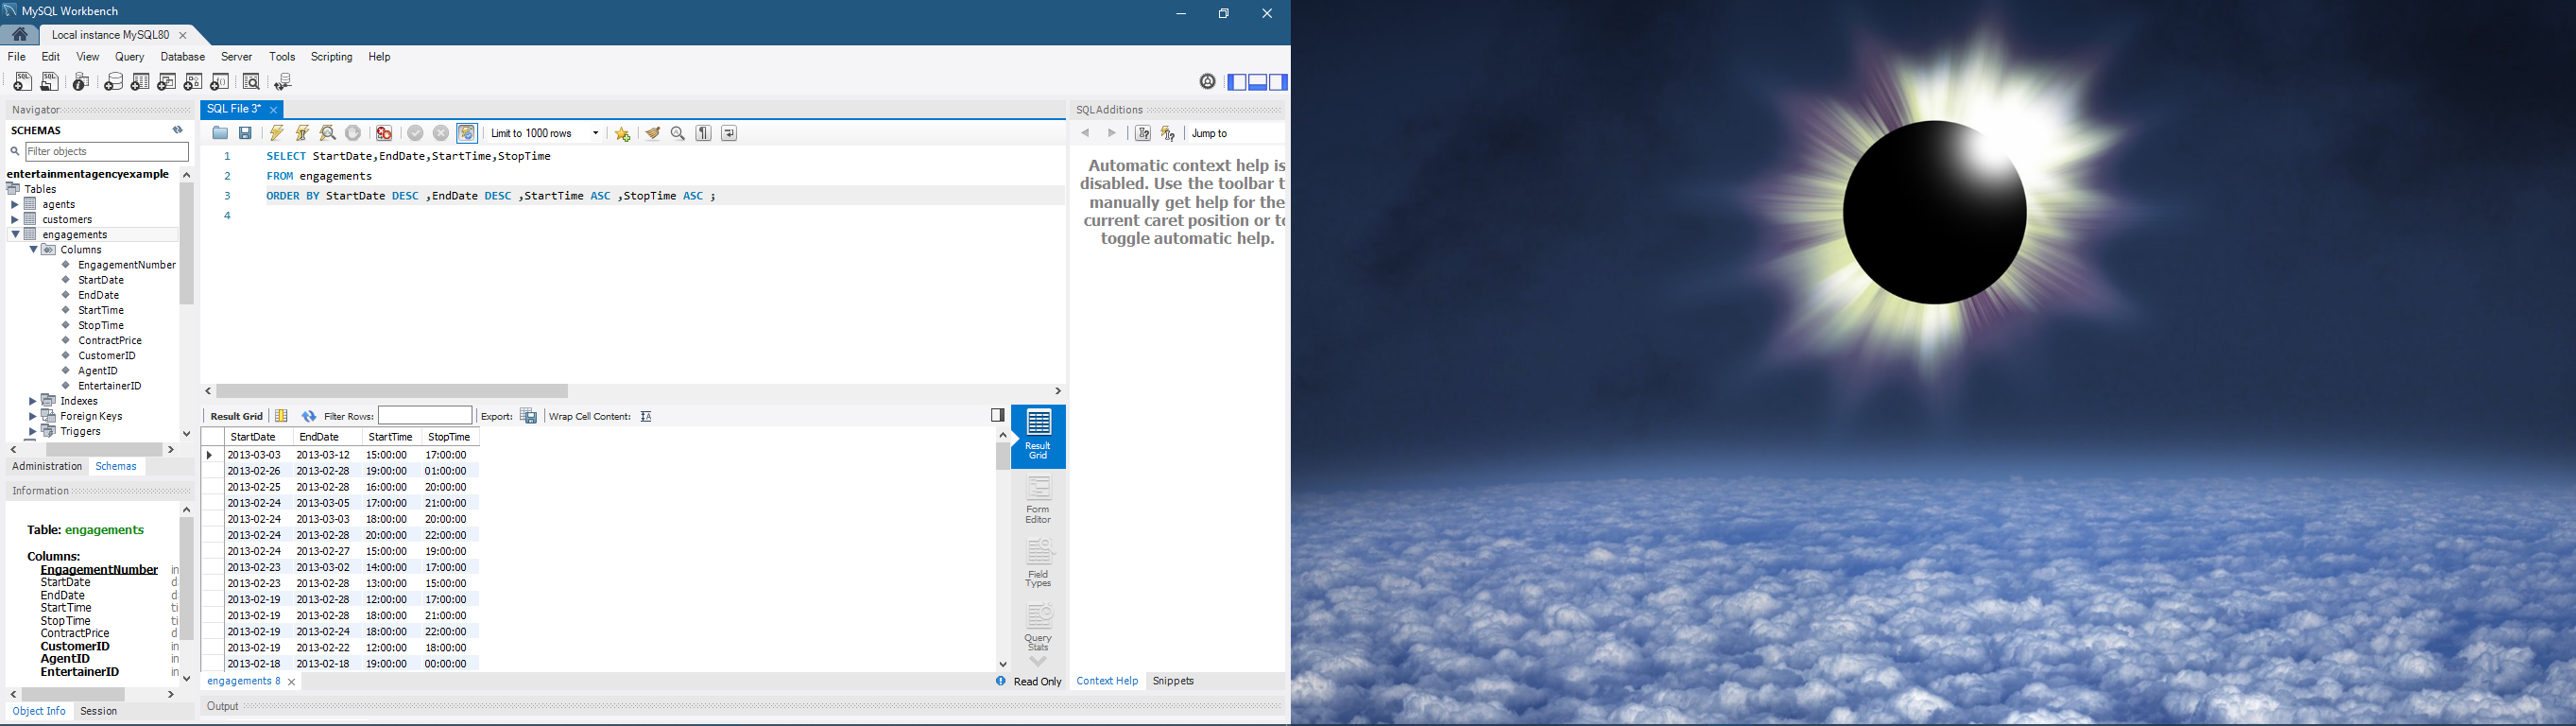 MySQL Workbench
Local instance MySQL80
File Edit View Query Database Server Tools Scripting Help
Navigator
SCHEMAS
Filter objects
entertainmentagencyexample
Tables
agents
customers
engagements
Columns
EngagementNumber
StartDate
EndDate
StartTime
StopTime
ContractPrice
CustomerID
AgentID
EntertainerID
Indexes
Foreign Keys
Triggers
Administration Schemas
Information
Table: engagements
Columns:
EngagementNumber in
StartDate d
EndDate d
StartTime ti
StopTime ti
ContractPrice d
CustomerID in
AgentID in
EntertainerID in
Object Info Session
SQL File 3*
Limit to 1000 rows
1 SELECT StartDate,EndDate,StartTime,StopTime
2 FROM engagements
3 ORDER BY StartDate DESC ,EndDate DESC ,StartTime ASC ,StopTime ASC ;
4
Result Grid Filter Rows: Export: Wrap Cell Content:
StartDate EndDate StartTime StopTime
2013-03-03 2013-03-12 15:00:00 17:00:00
2013-02-26 2013-02-28 19:00:00 01:00:00
2013-02-25 2013-02-28 16:00:00 20:00:00
2013-02-24 2013-03-05 17:00:00 21:00:00
2013-02-24 2013-03-03 18:00:00 20:00:00
2013-02-24 2013-02-28 20:00:00 22:00:00
2013-02-24 2013-02-27 15:00:00 19:00:00
2013-02-23 2013-03-02 14:00:00 17:00:00
2013-02-23 2013-02-28 13:00:00 15:00:00
2013-02-19 2013-02-28 12:00:00 17:00:00
2013-02-19 2013-02-28 18:00:00 21:00:00
2013-02-19 2013-02-24 18:00:00 22:00:00
2013-02-19 2013-02-22 12:00:00 18:00:00
2013-02-18 2013-02-18 19:00:00 00:00:00
Result
Grid
Form
Editor
Field
Types
Query
Stats
engagements 8
Read Only
Output
SQLAdditions
Jump to
Automatic context help is
disabled. Use the toolbar t
manually get help for the
current caret position or to
toggle automatic help.
Context Help Snippets